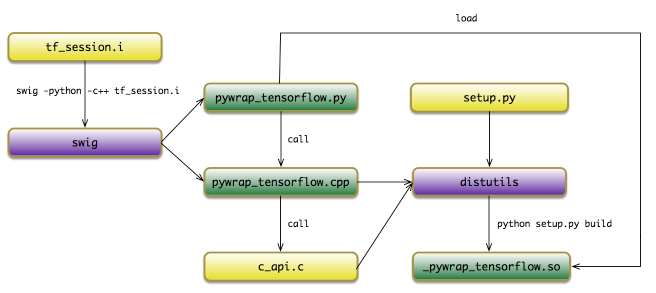 load
tf_session.i
swig -python -c++ tf_session.i
pywrap_tensorflow.py
setup.py
call
swig
pywrap_tensorflow.cpp
distutils
call
python setup.py build
c_api.c
_pywrap_tensorflow.so